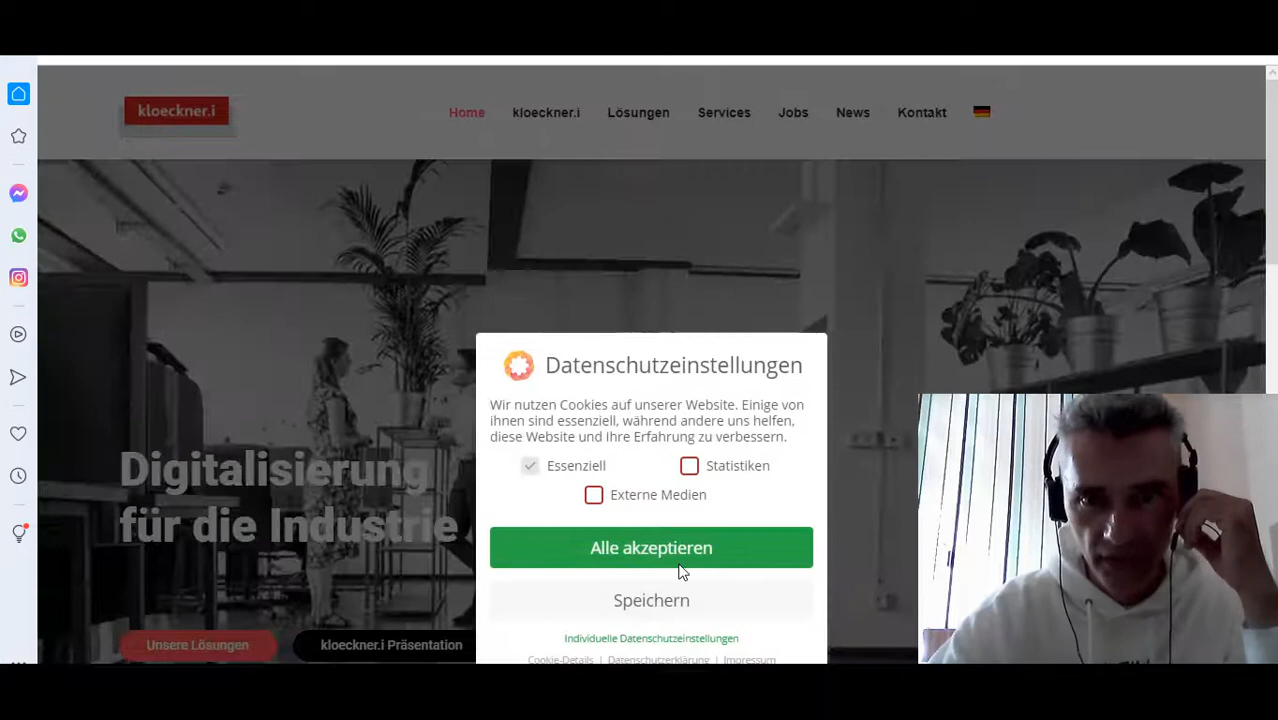 kloeckner.i
Home kloeckner.i Lösungen Services Jobs News Kontakt
Datenschutzeinstellungen
Wir nutzen Cookies auf unserer Website. Einige von
ihnen sind essenziell, während andere uns helfen,
diese Website und Ihre Erfahrung zu verbessern.
Essenziell Statistiken
Externe Medien
Digitalisierung
für die Industrie
Alle akzeptieren
Speichern
Individuelle Datenschutzeinstellungen
Unsere Lösungen kloeckner.i Präsentation
Cookie-Details | Datenschutzerklärung | Impressum